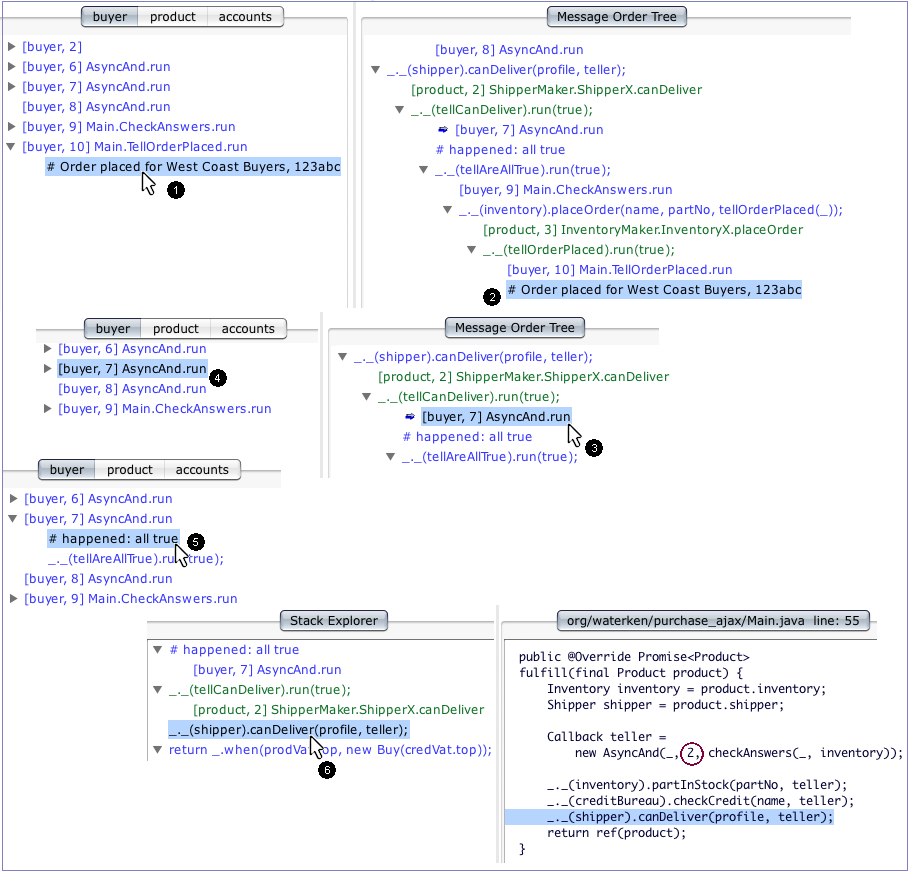 buyer product accounts
[buyer, 2]
[buyer, 6] AsyncAnd.run
[buyer, 7] AsyncAnd.run
[buyer, 8] AsyncAnd.run
[buyer, 9] Main.CheckAnswers.run
[buyer, 10] Main.TellOrderPlaced.run
# Order placed for West Coast Buyers, 123abc
1
Message Order Tree
[buyer, 8] AsyncAnd.run
_._(shipper).canDeliver(profile, teller);
[product, 2] ShipperMaker.ShipperX.canDeliver
_._(tellCanDeliver).run(true);
[buyer, 7] AsyncAnd.run
# happened: all true
_._(tellAreAllTrue).run(true);
[buyer, 9] Main.CheckAnswers.run
_._(inventory).placeOrder(name, partNo, tellOrderPlaced(_));
[product, 3] InventoryMaker.InventoryX.placeOrder
_._(tellOrderPlaced).run(true);
[buyer, 10] Main.TellOrderPlaced.run
2 # Order placed for West Coast Buyers, 123abc
buyer product accounts
[buyer, 6] AsyncAnd.run
[buyer, 7] AsyncAnd.run 4
[buyer, 8] AsyncAnd.run
[buyer, 9] Main.CheckAnswers.run
Message Order Tree
_._(shipper).canDeliver(profile, teller);
[product, 2] ShipperMaker.ShipperX.canDeliver
_._(tellCanDeliver).run(true);
[buyer, 7] AsyncAnd.run
3
# happened: all true
_._(tellAreAllTrue).run(true);
buyer product accounts
[buyer, 6] AsyncAnd.run
[buyer, 7] AsyncAnd.run
# happened: all true 5
_._(tellAreAllTrue).run(true);
[buyer, 8] AsyncAnd.run
[buyer, 9] Main.CheckAnswers.run
Stack Explorer
# happened: all true
[buyer, 7] AsyncAnd.run
_._(tellCanDeliver).run(true);
[product, 2] ShipperMaker.ShipperX.canDeliver
_._(shipper).canDeliver(profile, teller);
return _.when(prodVat.top, new Buy(credVat.top));
6
org/waterken/purchase_ajax/Main.java line: 55
public @Override Promise<Product>
fulfill(final Product product) {
Inventory inventory = product.inventory;
Shipper shipper = product.shipper;
Callback teller =
new AsyncAnd(_, 2, checkAnswers(_, inventory));
_._(inventory).partInStock(partNo, teller);
_._(creditBureau).checkCredit(name, teller);
_._(shipper).canDeliver(profile, teller);
return ref(product);
}